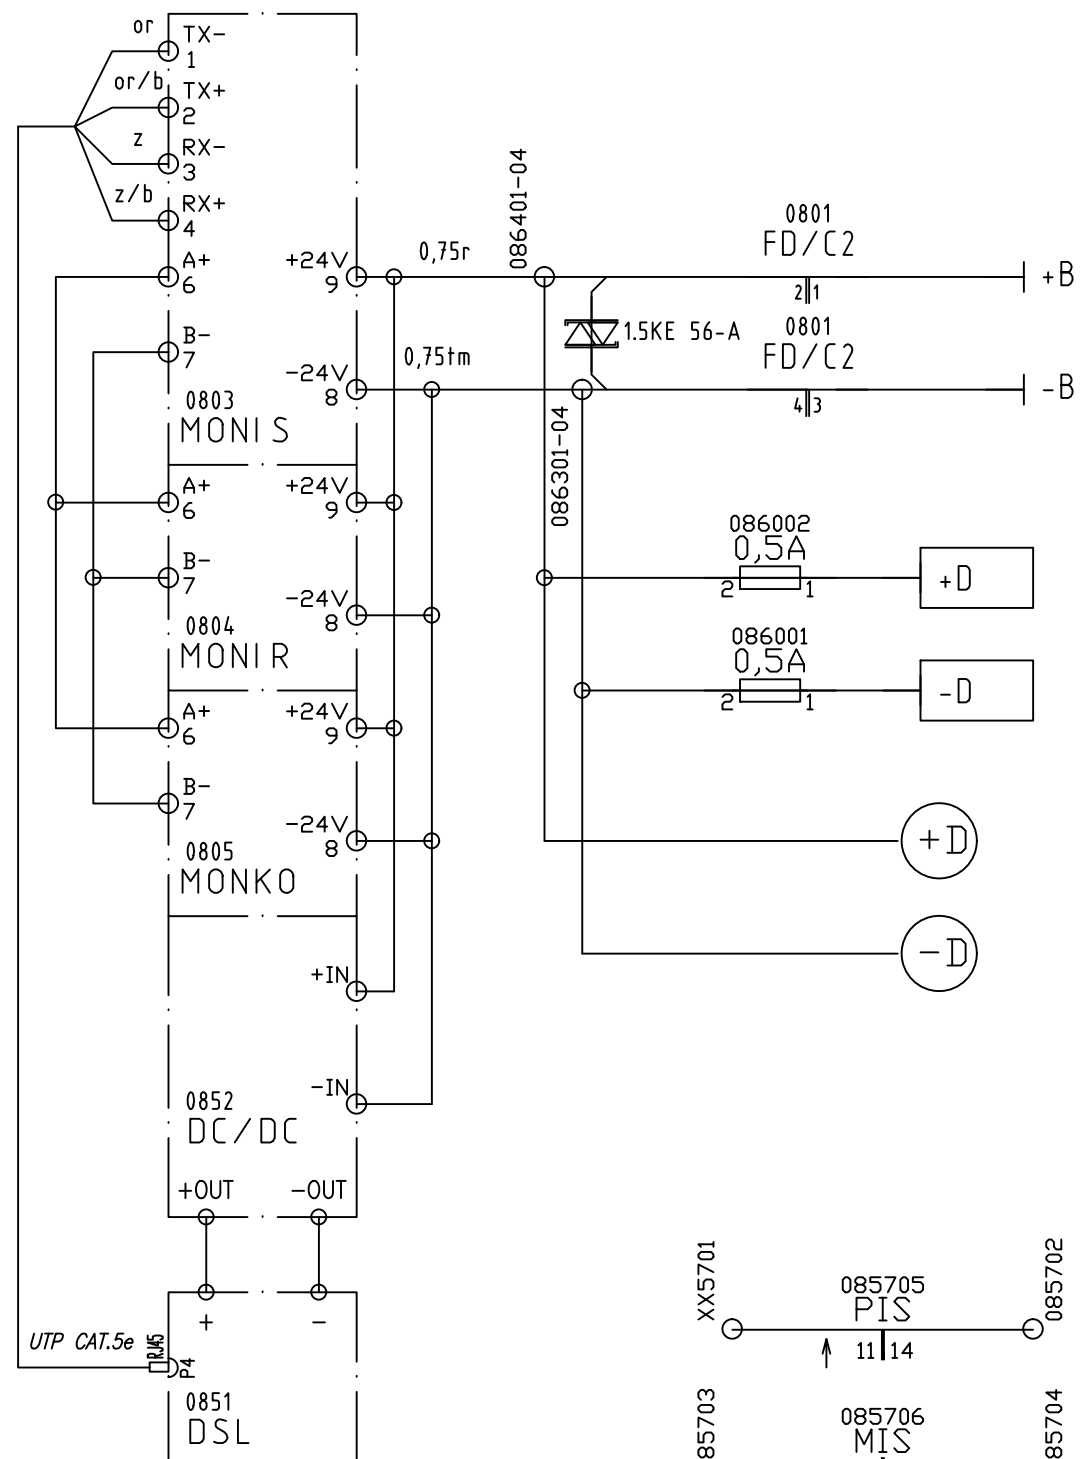 or
TX-
1
or/b
TX+
2
z
RX-
3
z/b
RX+
4
A+
6
+24V
9
0,75r
086401-04
0801
FD/C2
2 1
+B
B-
7
1.5KE 56-A
0801
FD/C2
-24V
8
0,75tm
4 3
-B
0803
MONIS
086301-04
A+
6
+24V
9
086002
0,5A
2 1
+D
B-
7
-24V
8
0804
MONIR
086001
0,5A
2 1
-D
A+
6
+24V
9
B-
7
-24V
8
0805
MONKO
+D
-D
+IN
-IN
0852
DC/DC
+OUT
-OUT
+
-
UTP CAT.5e
RJ45
P4
0851
DSL
XX5701
085705
PIS
11 14
085702
85703
085706
MIS
85704